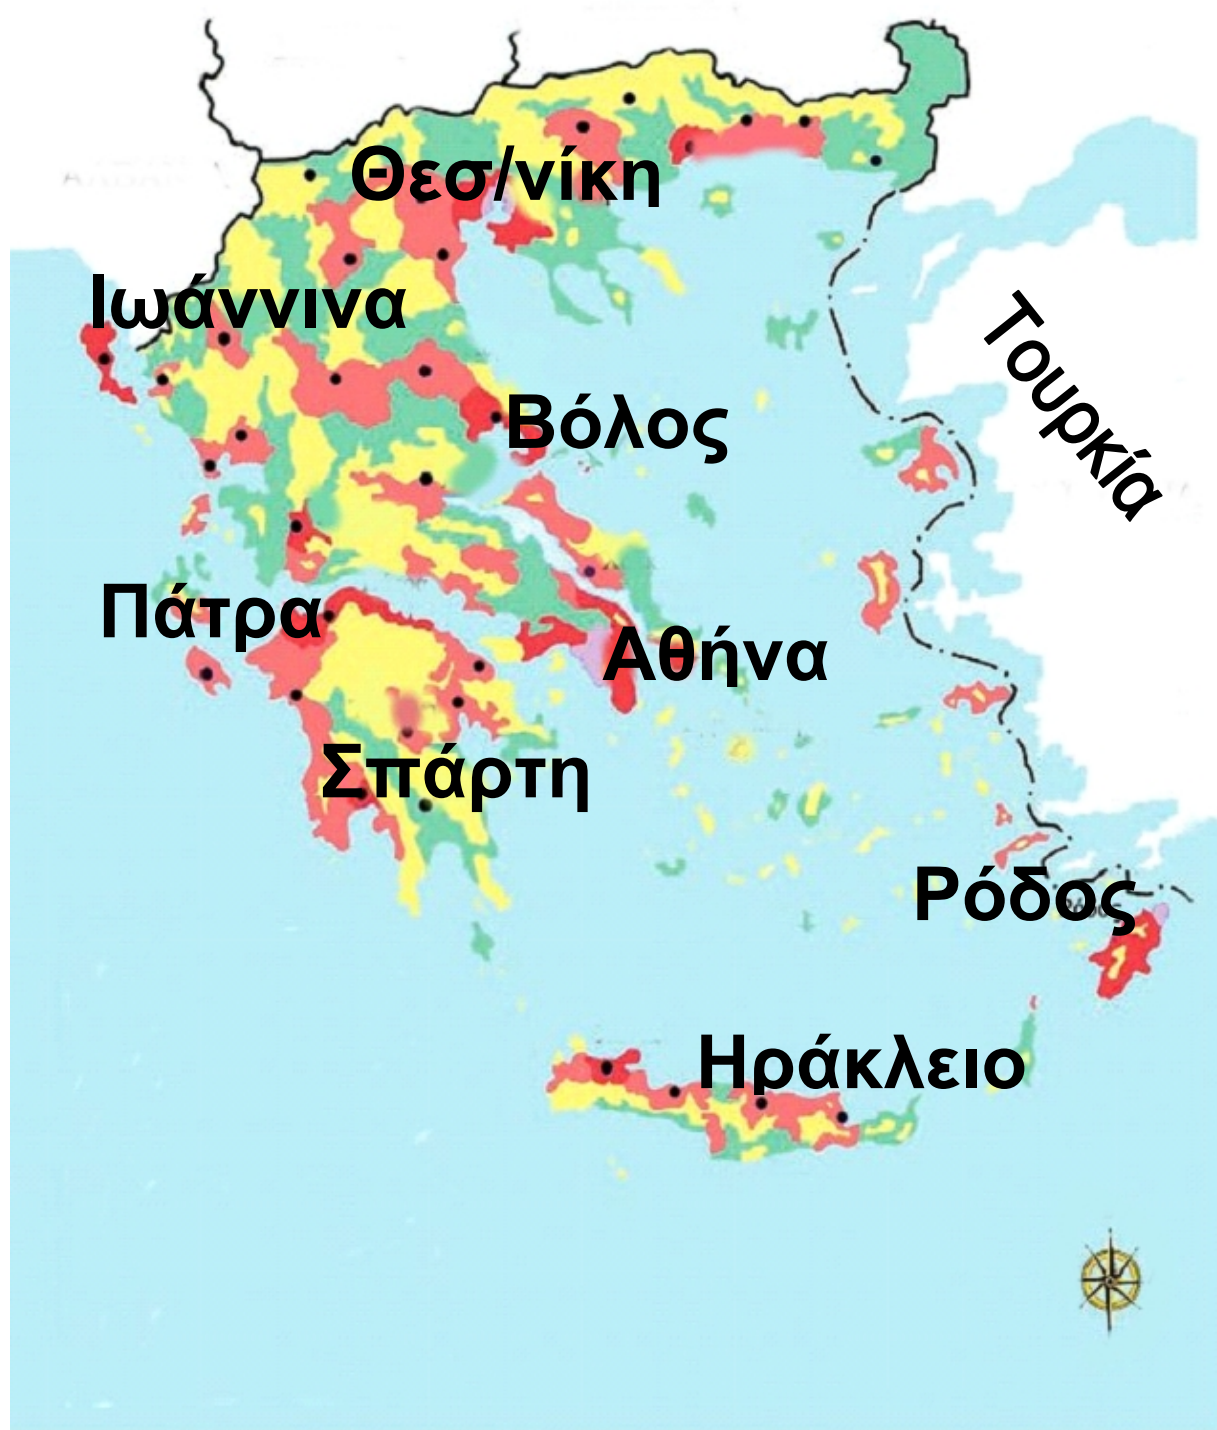 Θεσ/νίκη
Ιωάννινα
Τουρκία
Βόλος
Πάτρα
Αθήνα
Σπάρτη
Ρόδος
Ηράκλειο